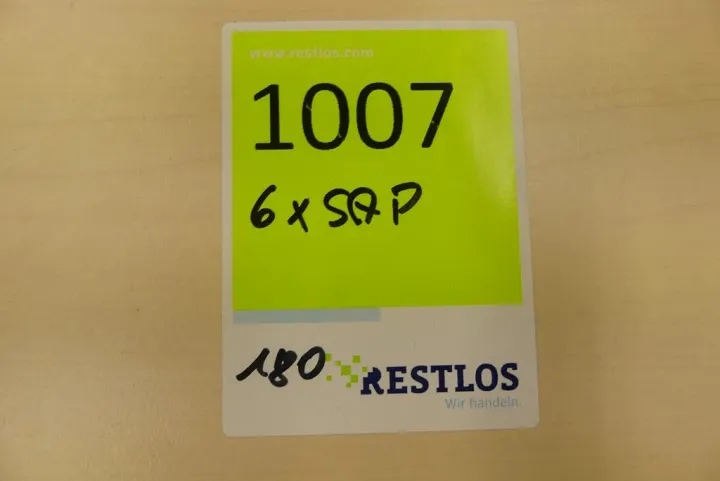 www.restlos.com
1007
6 x SAP
180
RESTLOS
Wir handeln.